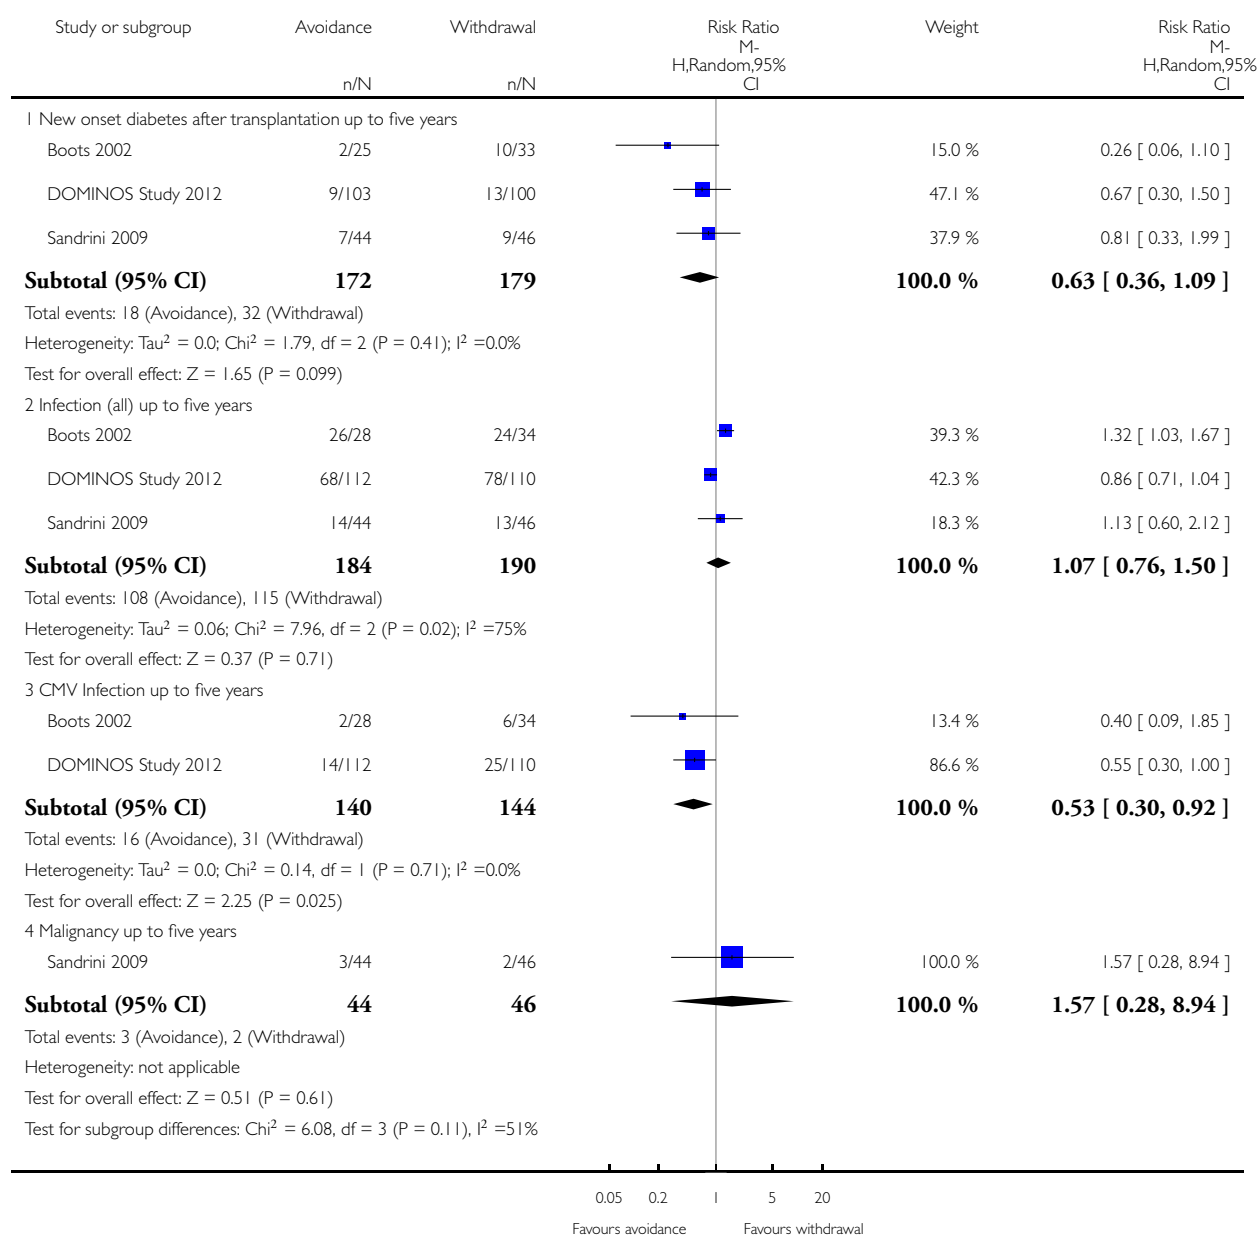 Study or subgroup Avoidance Withdrawal Risk Ratio Weight Risk Ratio
n/N n/N M-H,Random,95% CI M-H,Random,95% CI
1 New onset diabetes after transplantation up to five years
Boots 2002 2/25 10/33 15.0 % 0.26 [ 0.06, 1.10 ]
DOMINOS Study 2012 9/103 13/100 47.1 % 0.67 [ 0.30, 1.50 ]
Sandrini 2009 7/44 9/46 37.9 % 0.81 [ 0.33, 1.99 ]
Subtotal (95% CI) 172 179 100.0 % 0.63 [ 0.36, 1.09 ]
Total events: 18 (Avoidance), 32 (Withdrawal)
Heterogeneity: Tau² = 0.0; Chi² = 1.79, df = 2 (P = 0.41); I² =0.0%
Test for overall effect: Z = 1.65 (P = 0.099)
2 Infection (all) up to five years
Boots 2002 26/28 24/34 39.3 % 1.32 [ 1.03, 1.67 ]
DOMINOS Study 2012 68/112 78/110 42.3 % 0.86 [ 0.71, 1.04 ]
Sandrini 2009 14/44 13/46 18.3 % 1.13 [ 0.60, 2.12 ]
Subtotal (95% CI) 184 190 100.0 % 1.07 [ 0.76, 1.50 ]
Total events: 108 (Avoidance), 115 (Withdrawal)
Heterogeneity: Tau² = 0.06; Chi² = 7.96, df = 2 (P = 0.02); I² =75%
Test for overall effect: Z = 0.37 (P = 0.71)
3 CMV Infection up to five years
Boots 2002 2/28 6/34 13.4 % 0.40 [ 0.09, 1.85 ]
DOMINOS Study 2012 14/112 25/110 86.6 % 0.55 [ 0.30, 1.00 ]
Subtotal (95% CI) 140 144 100.0 % 0.53 [ 0.30, 0.92 ]
Total events: 16 (Avoidance), 31 (Withdrawal)
Heterogeneity: Tau² = 0.0; Chi² = 0.14, df = 1 (P = 0.71); I² =0.0%
Test for overall effect: Z = 2.25 (P = 0.025)
4 Malignancy up to five years
Sandrini 2009 3/44 2/46 100.0 % 1.57 [ 0.28, 8.94 ]
Subtotal (95% CI) 44 46 100.0 % 1.57 [ 0.28, 8.94 ]
Total events: 3 (Avoidance), 2 (Withdrawal)
Heterogeneity: not applicable
Test for overall effect: Z = 0.51 (P = 0.61)
Test for subgroup differences: Chi² = 6.08, df = 3 (P = 0.11), I² =51%
0.05 0.2 1 5 20
Favours avoidance Favours withdrawal